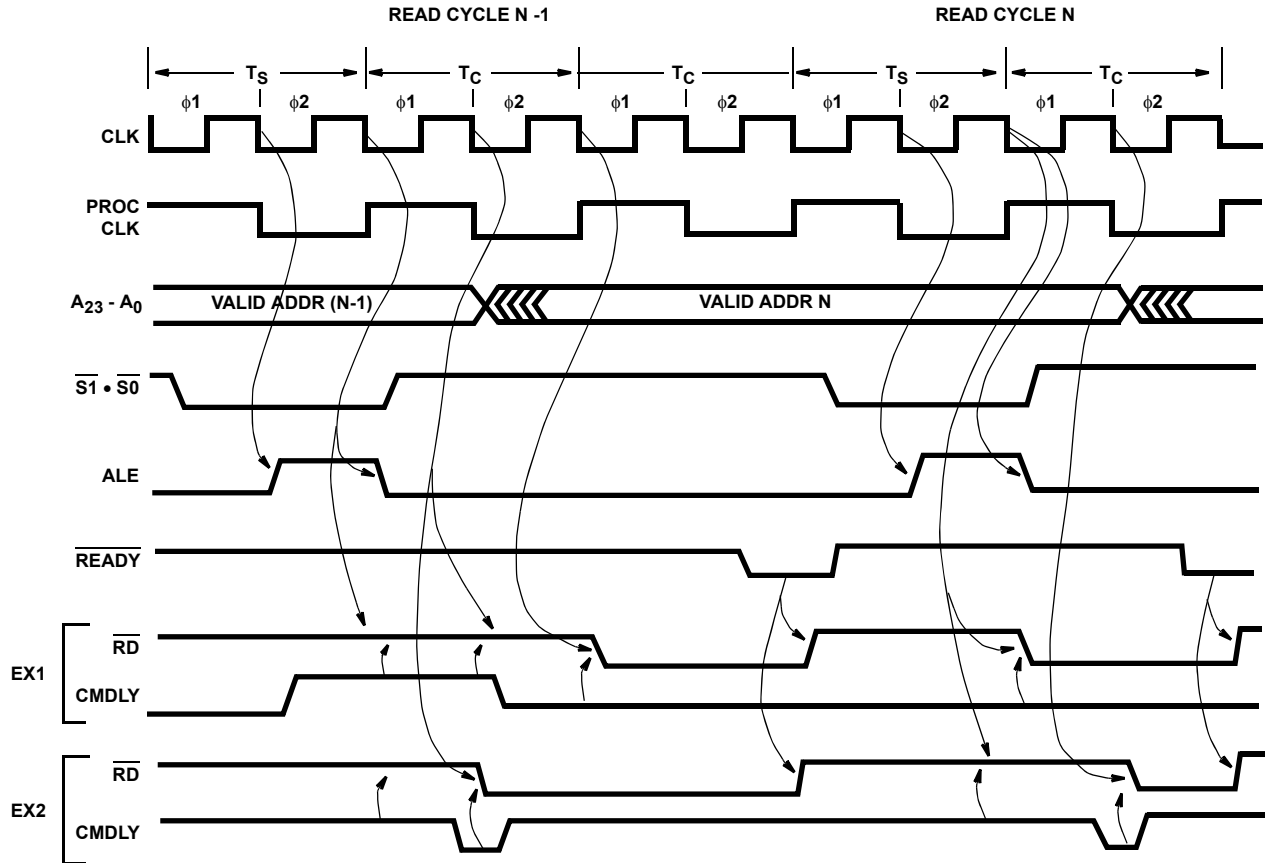 READ CYCLE N -1 READ CYCLE N
TS TC TC TS TC
ϕ1 ϕ2 ϕ1 ϕ2 ϕ1 ϕ2 ϕ1 ϕ2 ϕ1 ϕ2
CLK
PROC
CLK
A23 - A0 VALID ADDR (N-1) VALID ADDR N
S1 • S0
ALE
READY
EX1
RD
CMDLY
EX2
RD
CMDLY